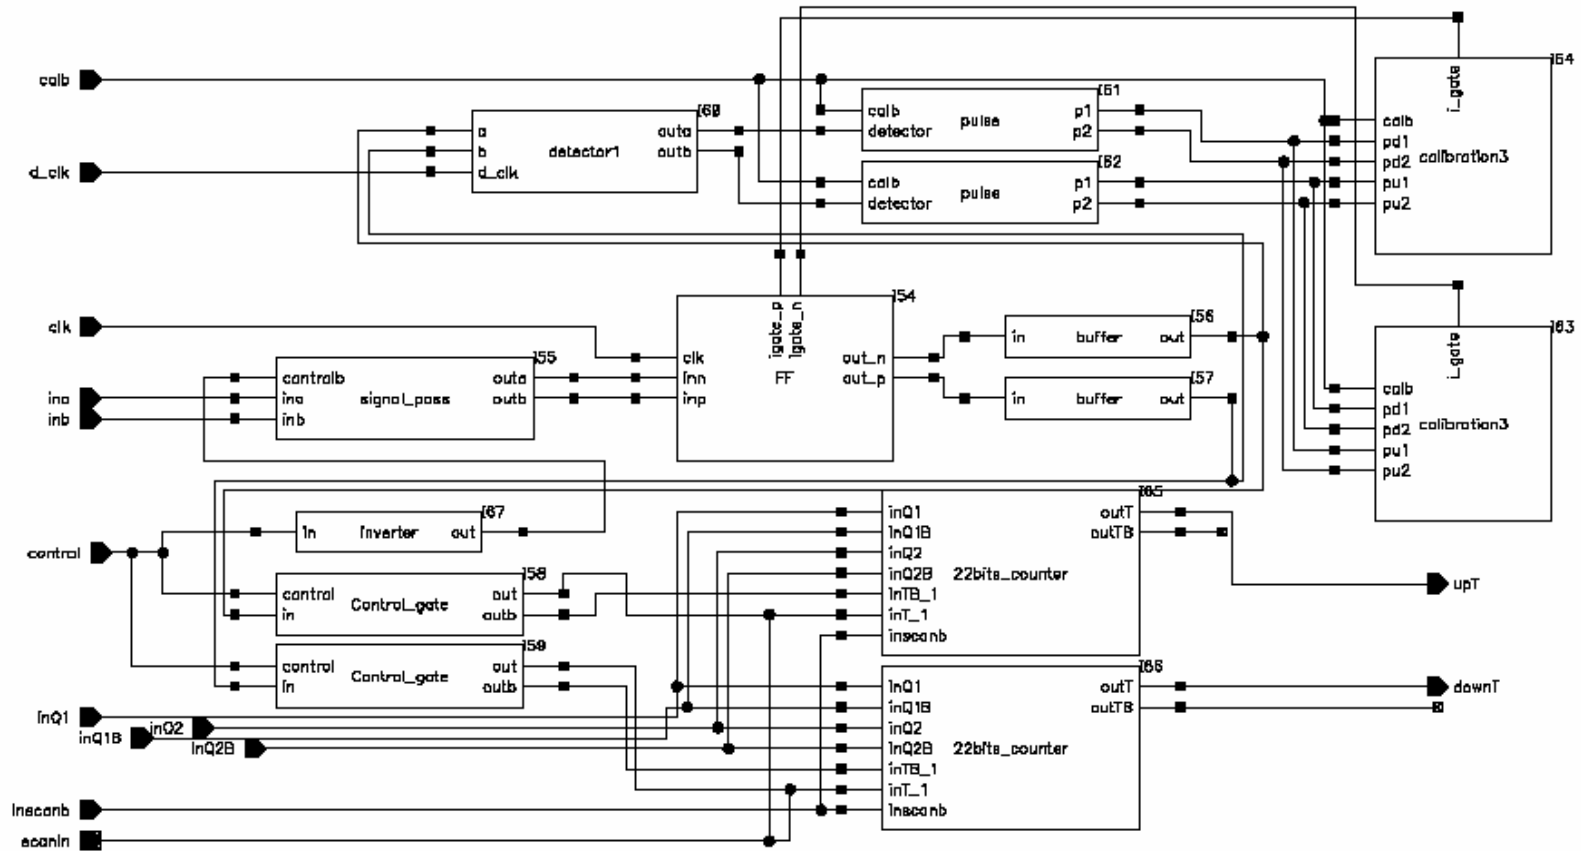 calb
d_clk
clk
ina
inb
control
inQ1
inQ1B
inQ2
inQ2B
inscanb
scanin
I60
a
b
d_clk
detector1
outa
outb
I61
calb
detector
pulse
p1
p2
I62
calb
detector
pulse
p1
p2
I64
i_gate
calb
pd1
pd2
pu1
pu2
calibration3
I63
i_gate
calb
pd1
pd2
pu1
pu2
calibration3
I54
igate_p
igate_n
clk
inn
inp
FF
out_n
out_p
I56
in
buffer
out
I57
in
buffer
out
I55
controlb
ina
inb
signal_pass
outa
outb
I67
in
inverter
out
I58
control
in
Control_gate
out
outb
I59
control
in
Control_gate
out
outb
I65
inQ1
inQ1B
inQ2
inQ2B
inTB_1
inT_1
inscanb
22bits_counter
outT
outTB
I66
inQ1
inQ1B
inQ2
inQ2B
inTB_1
inT_1
inscanb
22bits_counter
outT
outTB
upT
downT